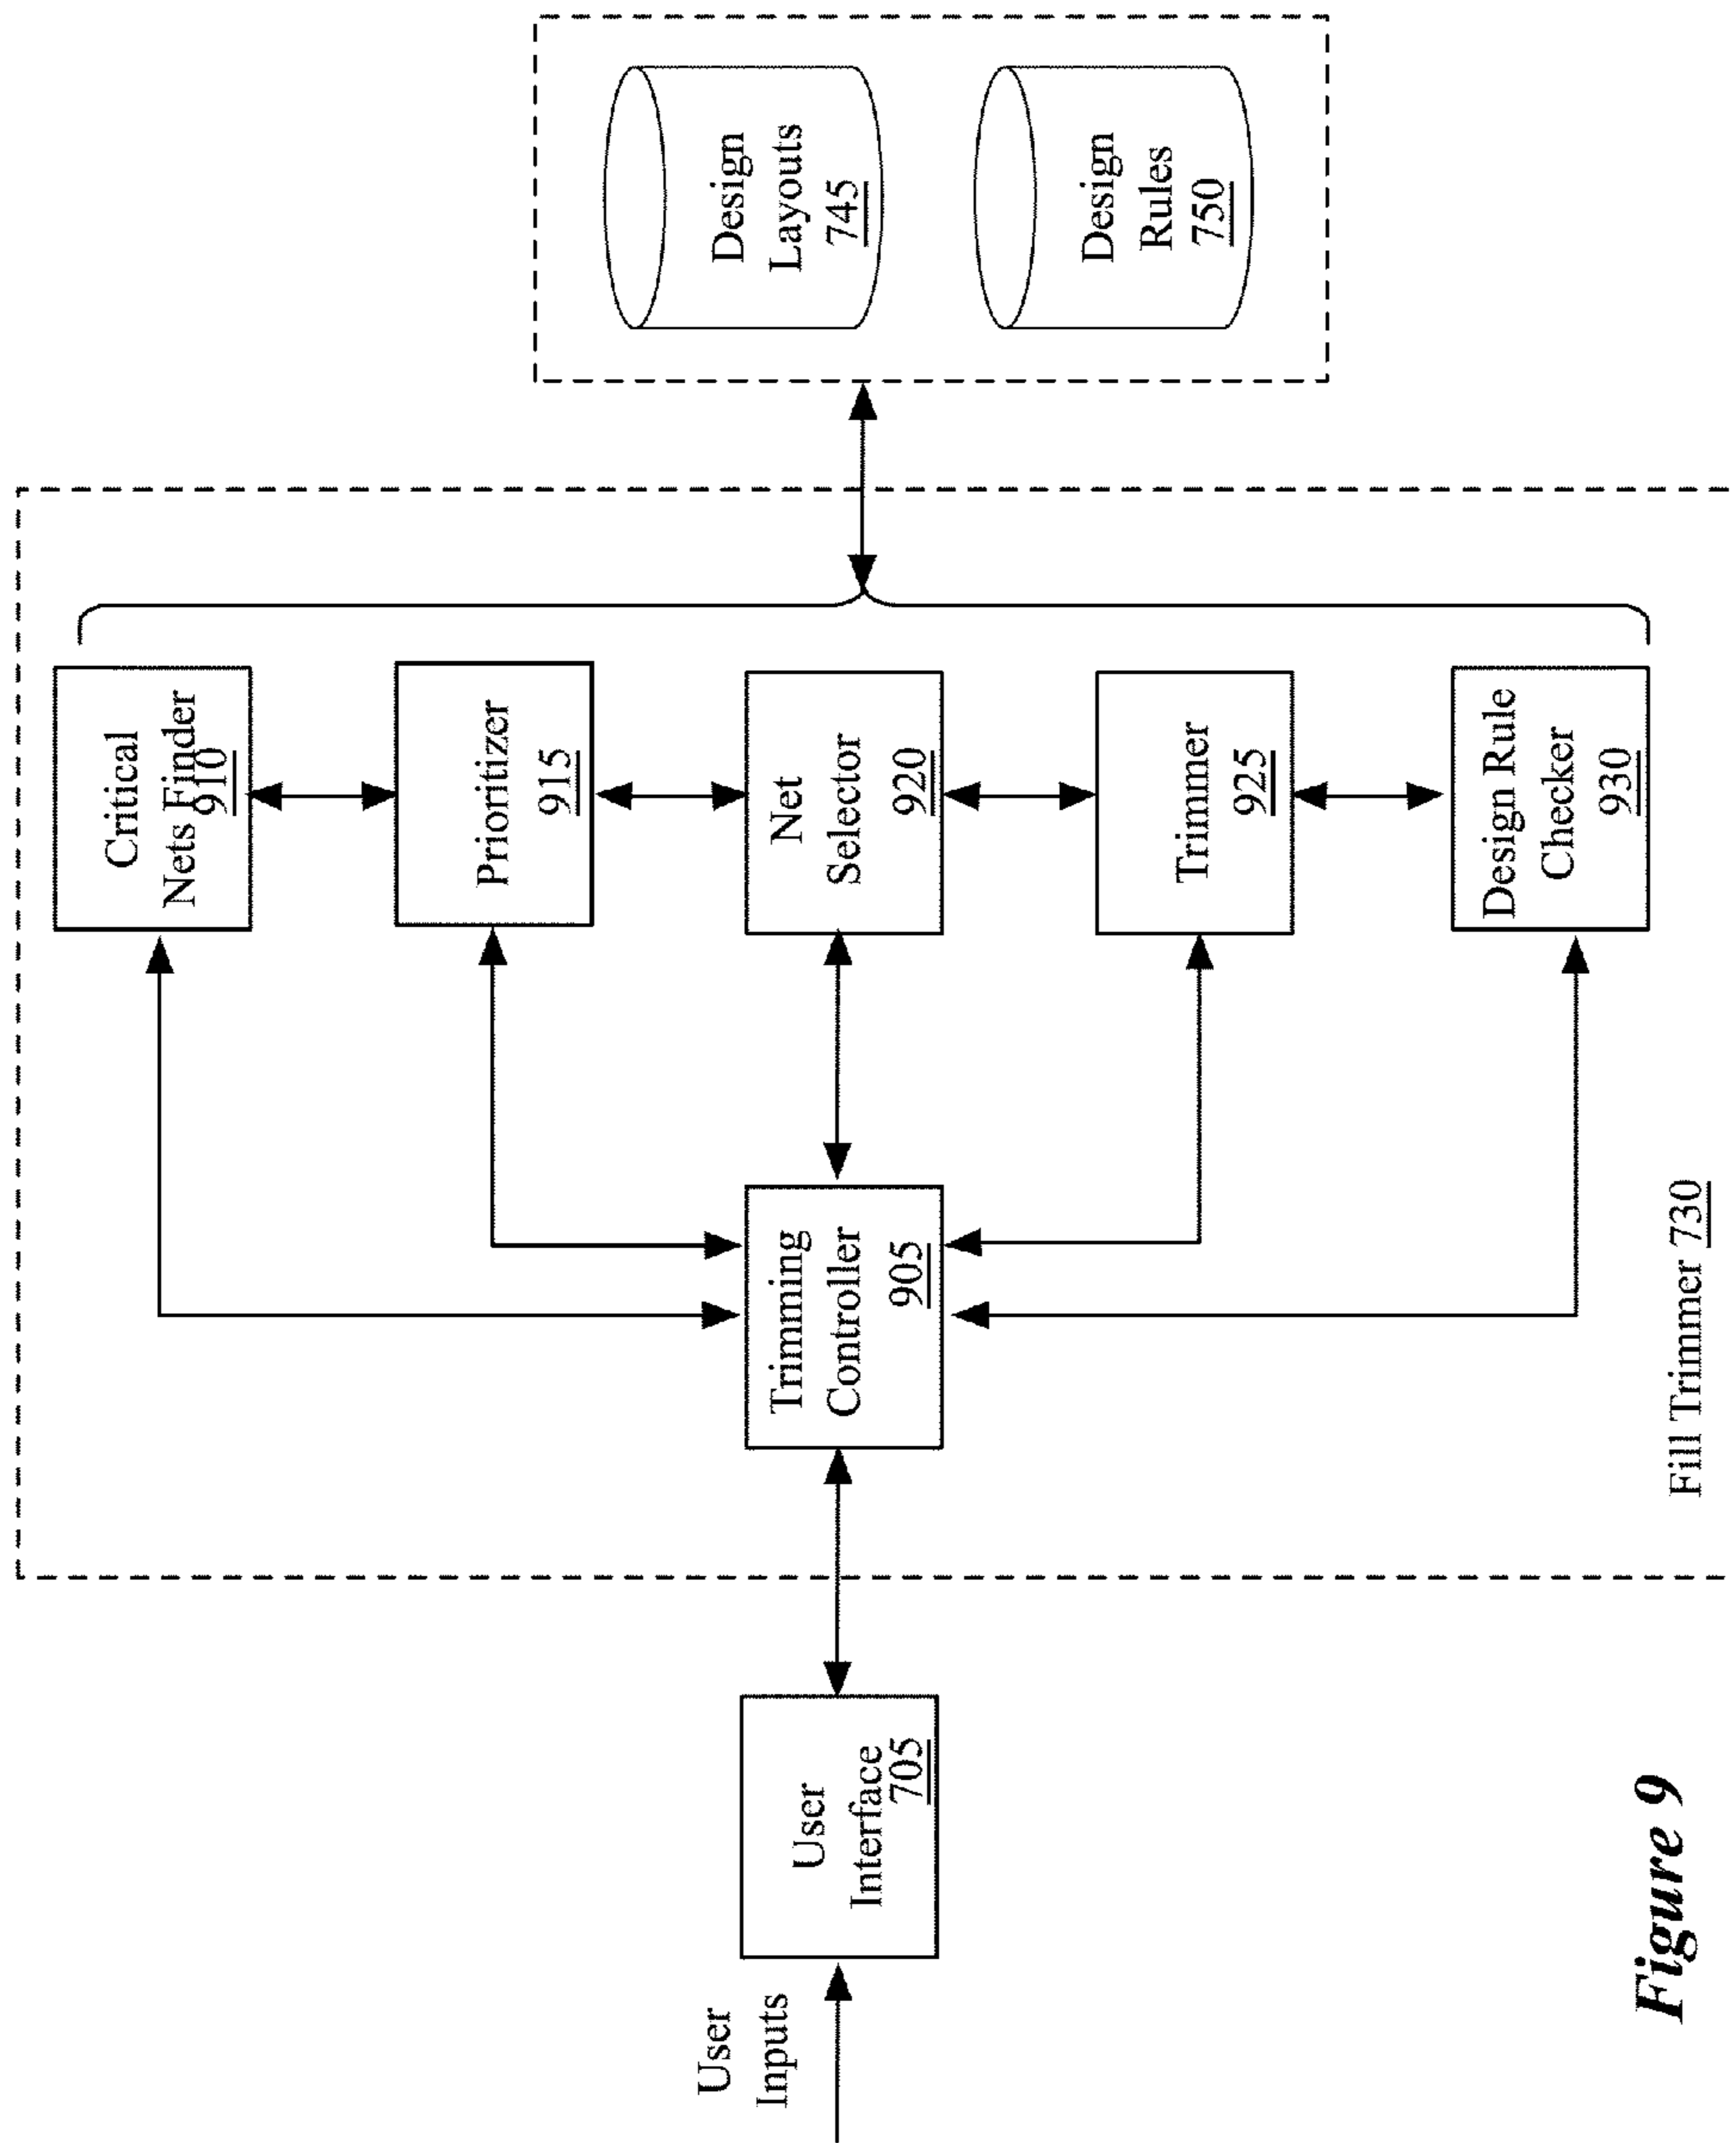 User
Inputs
User
Interface
705
Trimming
Controller
905
Critical
Nets Finder
910
Prioritizer
915
Net
Selector
920
Trimmer
925
Design Rule
Checker
930
Fill Trimmer 730
Design
Layouts
745
Design
Rules
750
Figure 9